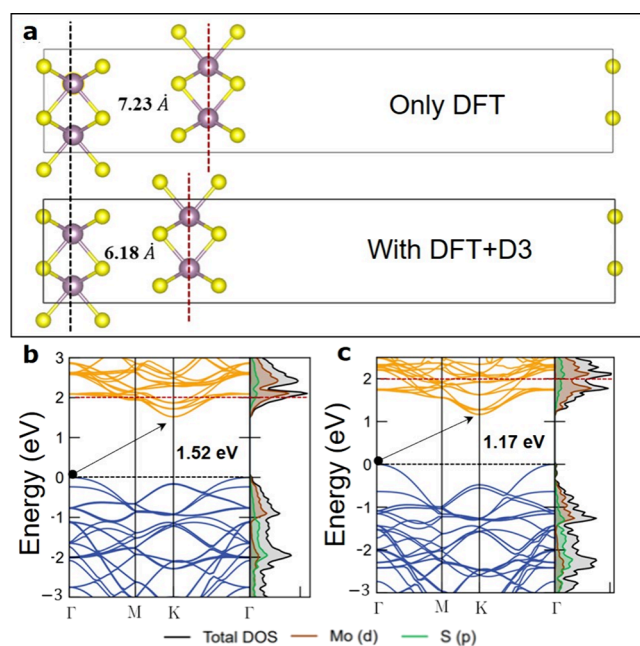 a
7.23 Å
Only DFT
6.18 Å
With DFT+D3
b
c
3
2
1
0
-1
-2
-3
Energy (eV)
1.52 eV
Γ M K Γ
3
2
1
0
-1
-2
-3
Energy (eV)
1.17 eV
Γ M K Γ
Total DOS Mo (d) S (p)